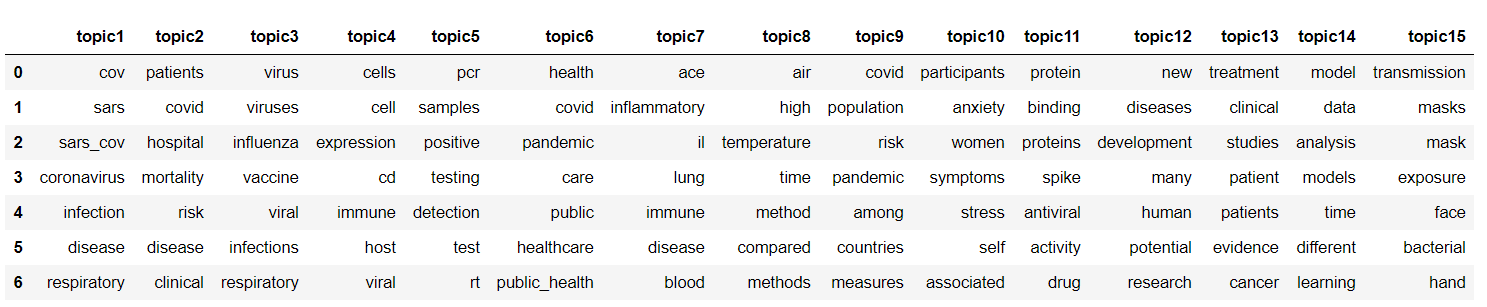 topic1 topic2 topic3 topic4 topic5 topic6 topic7 topic8 topic9 topic10 topic11 topic12 topic13 topic14 topic15
0 cov patients virus cells pcr health ace air covid participants protein new treatment model transmission
1 sars covid viruses cell samples covid inflammatory high population anxiety binding diseases clinical data masks
2 sars_cov hospital influenza expression positive pandemic il temperature risk women proteins development studies analysis mask
3 coronavirus mortality vaccine cd testing care lung time pandemic symptoms spike many patient models exposure
4 infection risk viral immune detection public immune method among stress antiviral human patients time face
5 disease disease infections host test healthcare disease compared countries self activity potential evidence different bacterial
6 respiratory clinical respiratory viral rt public_health blood methods measures associated drug research cancer learning hand